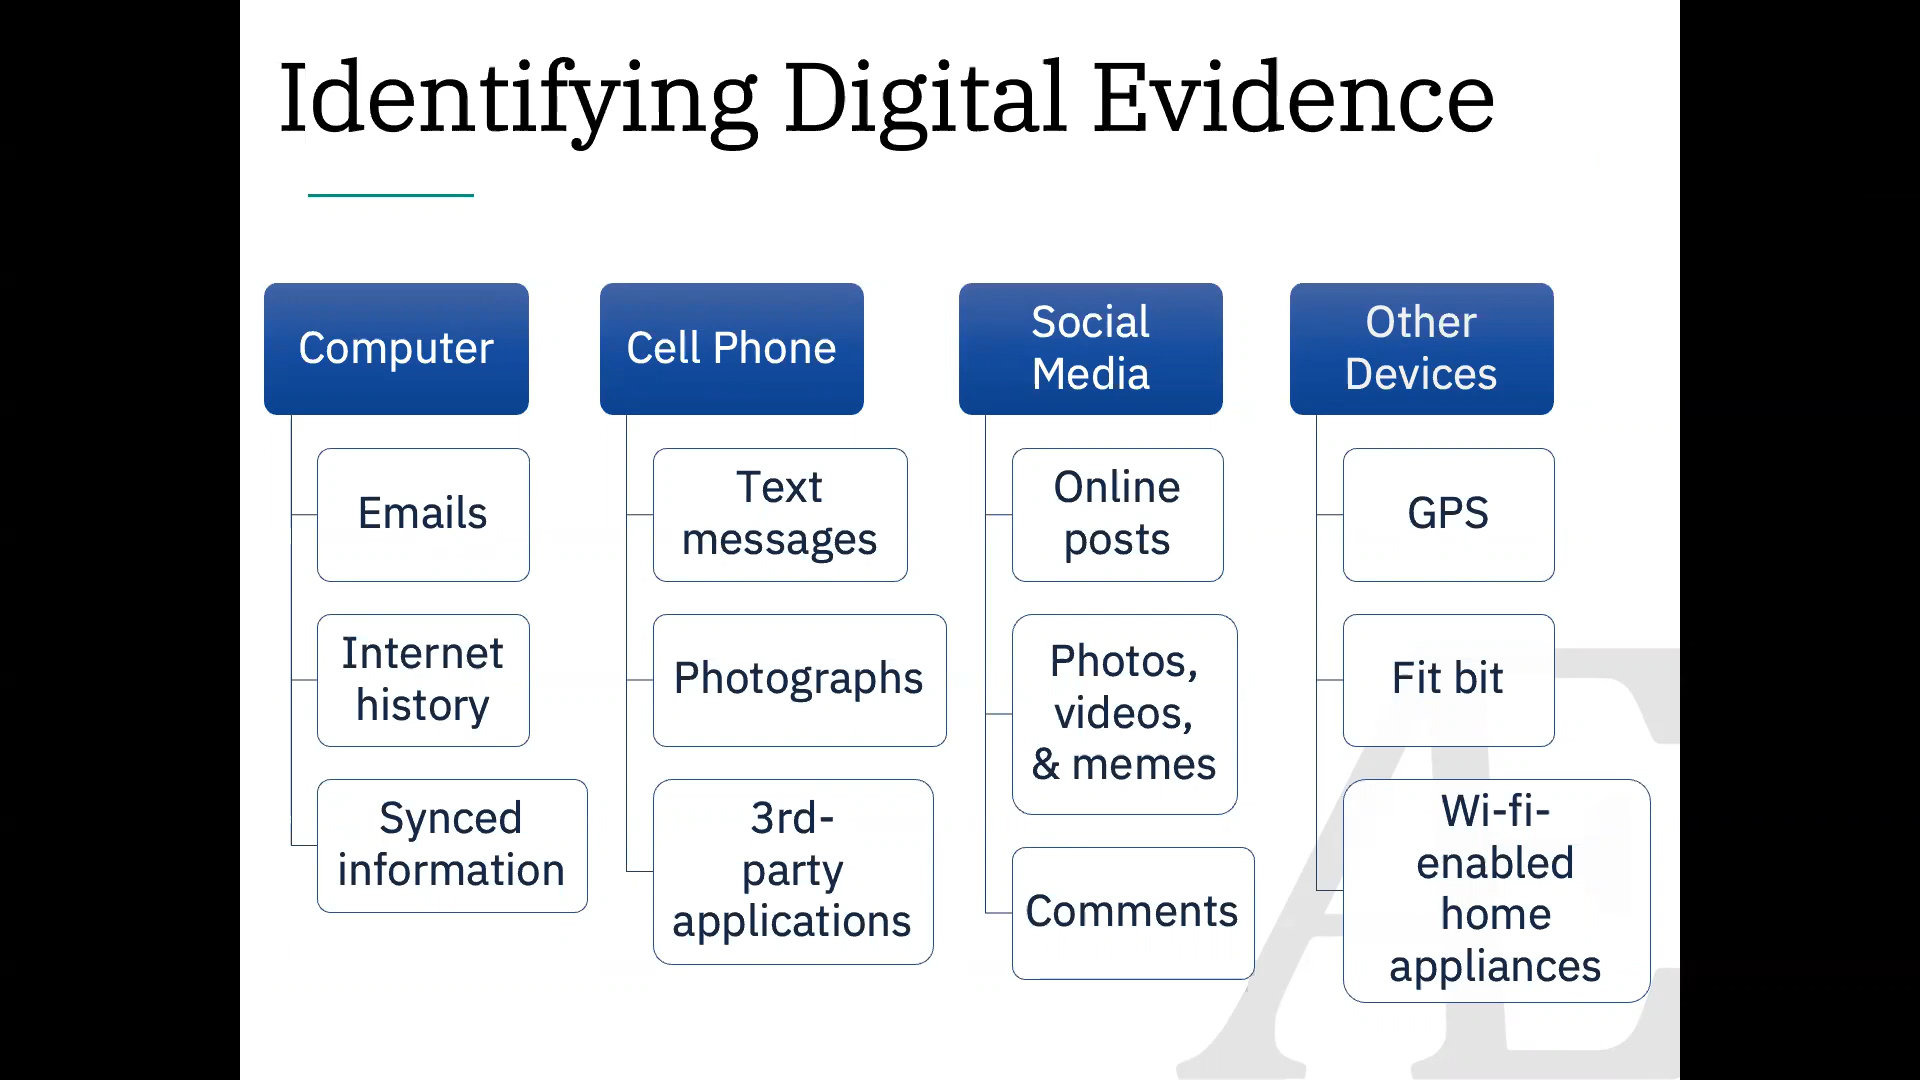 Identifying Digital Evidence
Computer
Emails
Internet
history
Synced
information
Cell Phone
Text
messages
Photographs
3rd-
party
applications
Social
Media
Online
posts
Photos,
videos,
& memes
Comments
Other
Devices
GPS
Fit bit
Wi-fi-
enabled
home
appliances
Æ